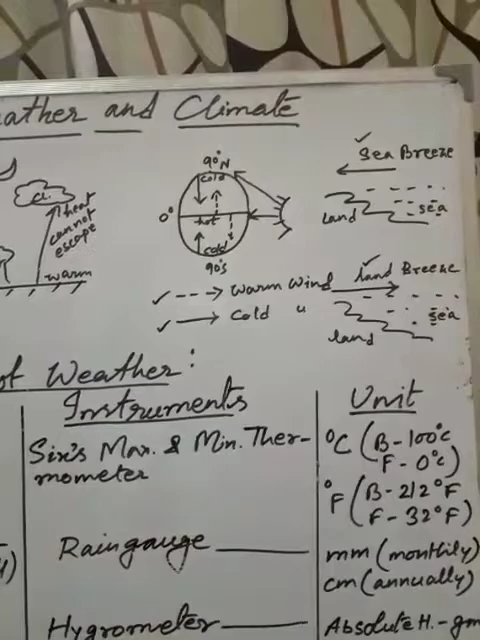 eather and Climate
cl.
heat
cannot
escape
warm
90°N
cold
0°
hot
cold
90°S
Sea Breeze
land
sea
land Breeze
sea
land
warm wind
cold "
of Weather:
Instruments
Unit
Six's Max. & Min. Ther-
mometer
°C (B-100°C
F - 0°C)
°F (B-212°F
F - 32°F)
Raingauge
mm (monthly)
cm (annually)
Hygrometer
Absolute H. - gm